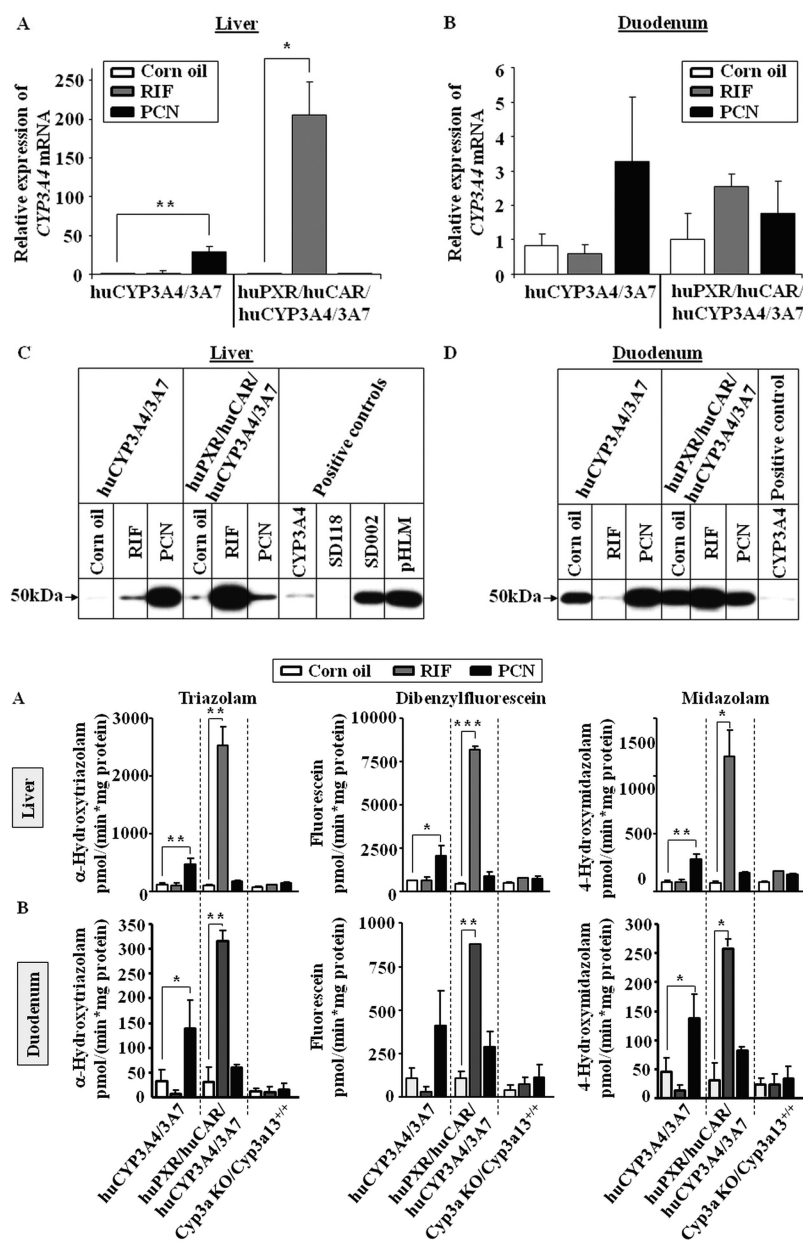 A Liver
Relative expression of
CYP3A4 mRNA
250
200
150
100
50
0
Corn oil
RIF
PCN
**
*
huCYP3A4/3A7
huPXR/huCAR/
huCYP3A4/3A7
B Duodenum
Relative expression of
CYP3A4 mRNA
6
5
4
3
2
1
0
Corn oil
RIF
PCN
huCYP3A4/3A7
huPXR/huCAR/
huCYP3A4/3A7
C Liver
huCYP3A4/3A7
huPXR/huCAR/
huCYP3A4/3A7
Positive controls
Corn oil
RIF
PCN
Corn oil
RIF
PCN
CYP3A4
SD118
SD002
pHLM
50kDa
D Duodenum
huCYP3A4/3A7
huPXR/huCAR/
huCYP3A4/3A7
Positive control
Corn oil
RIF
PCN
Corn oil
RIF
PCN
CYP3A4
50kDa
Corn oil RIF PCN
A
Liver
Triazolam
α-Hydroxytriazolam
pmol/(min*mg protein)
3000
2000
1000
0
**
**
Dibenzylfluorescein
Fluorescein
pmol/(min*mg protein)
10000
7500
5000
2500
0
*
***
Midazolam
4-Hydroxymidazolam
pmol/(min*mg protein)
1500
1000
500
0
**
*
B
Duodenum
α-Hydroxytriazolam
pmol/(min*mg protein)
350
300
250
200
150
100
50
0
*
**
Fluorescein
pmol/(min*mg protein)
1000
750
500
250
0
**
4-Hydroxymidazolam
pmol/(min*mg protein)
350
300
250
200
150
100
50
0
*
*
huCYP3A4/3A7
huPXR/huCAR/
huCYP3A4/3A7
Cyp3a KO/Cyp3a13+/+
huCYP3A4/3A7
huPXR/huCAR/
huCYP3A4/3A7
Cyp3a KO/Cyp3a13+/+
huCYP3A4/3A7
huPXR/huCAR/
huCYP3A4/3A7
Cyp3a KO/Cyp3a13+/+